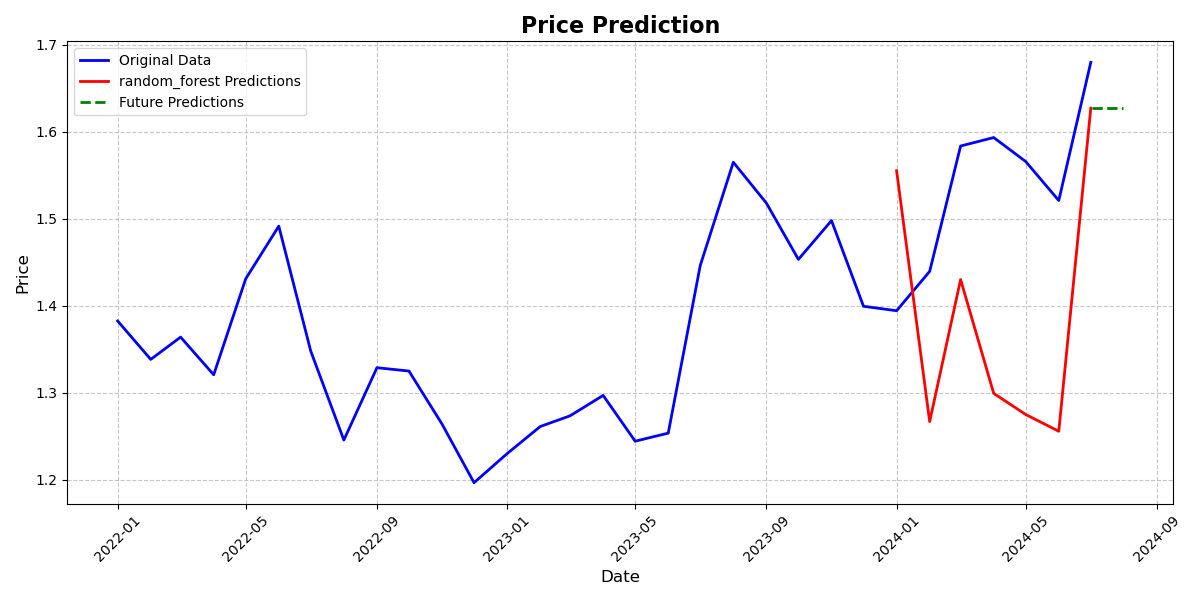 Price Prediction
Original Data
random_forest Predictions
Future Predictions
Price
1.7
1.6
1.5
1.4
1.3
1.2
2022-01
2022-05
2022-09
2023-01
2023-05
2023-09
2024-01
2024-05
2024-09
Date